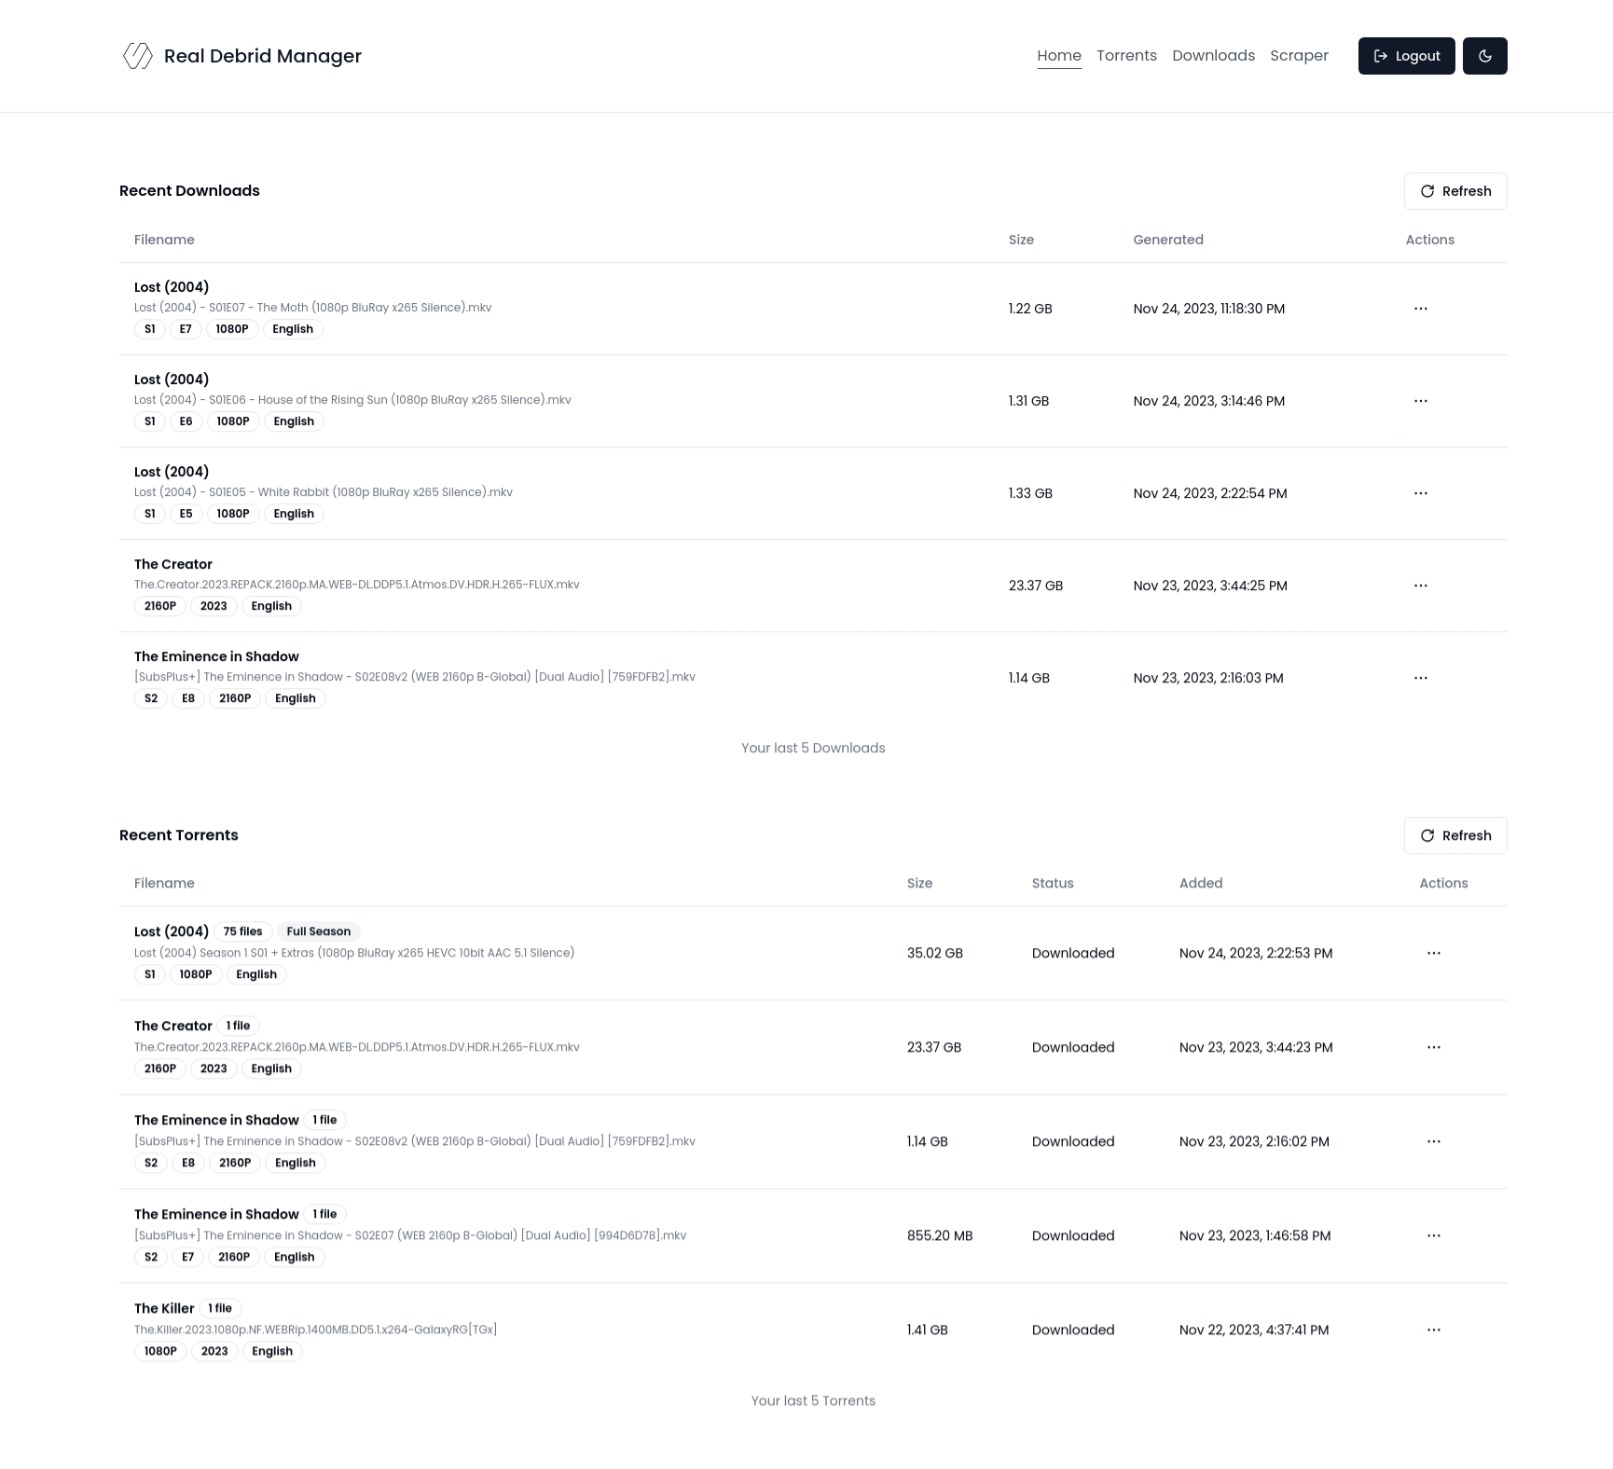 Real Debrid Manager
Home Torrents Downloads Scraper Logout
Recent Downloads
Refresh
Filename Size Generated Actions
Lost (2004)
Lost (2004) - S01E07 - The Moth (1080p BluRay x265 Silence).mkv
S1 E7 1080P English
1.22 GB Nov 24, 2023, 11:18:30 PM ...
Lost (2004)
Lost (2004) - S01E06 - House of the Rising Sun (1080p BluRay x265 Silence).mkv
S1 E6 1080P English
1.31 GB Nov 24, 2023, 3:14:46 PM ...
Lost (2004)
Lost (2004) - S01E05 - White Rabbit (1080p BluRay x265 Silence).mkv
S1 E5 1080P English
1.33 GB Nov 24, 2023, 2:22:54 PM ...
The Creator
The.Creator.2023.REPACK.2160p.MA.WEB-DL.DDP5.1.Atmos.DV.HDR.H.265-FLUX.mkv
2160P 2023 English
23.37 GB Nov 23, 2023, 3:44:25 PM ...
The Eminence in Shadow
[SubsPlus+] The Eminence in Shadow - S02E08v2 (WEB 2160p B-Global) [Dual Audio] [759FDFB2].mkv
S2 E8 2160P English
1.14 GB Nov 23, 2023, 2:16:03 PM ...
Your last 5 Downloads
Recent Torrents
Refresh
Filename Size Status Added Actions
Lost (2004) 75 files Full Season
Lost (2004) Season 1 S01 + Extras (1080p BluRay x265 HEVC 10bit AAC 5.1 Silence)
S1 1080P English
35.02 GB Downloaded Nov 24, 2023, 2:22:53 PM ...
The Creator 1 file
The.Creator.2023.REPACK.2160p.MA.WEB-DL.DDP5.1.Atmos.DV.HDR.H.265-FLUX.mkv
2160P 2023 English
23.37 GB Downloaded Nov 23, 2023, 3:44:23 PM ...
The Eminence in Shadow 1 file
[SubsPlus+] The Eminence in Shadow - S02E08v2 (WEB 2160p B-Global) [Dual Audio] [759FDFB2].mkv
S2 E8 2160P English
1.14 GB Downloaded Nov 23, 2023, 2:16:02 PM ...
The Eminence in Shadow 1 file
[SubsPlus+] The Eminence in Shadow - S02E07 (WEB 2160p B-Global) [Dual Audio] [994D6D78].mkv
S2 E7 2160P English
855.20 MB Downloaded Nov 23, 2023, 1:46:58 PM ...
The Killer 1 file
The.Killer.2023.1080p.NF.WEBRip.1400MB.DD5.1.x264-GalaxyRG[TGx]
1080P 2023 English
1.41 GB Downloaded Nov 22, 2023, 4:37:41 PM ...
Your last 5 Torrents